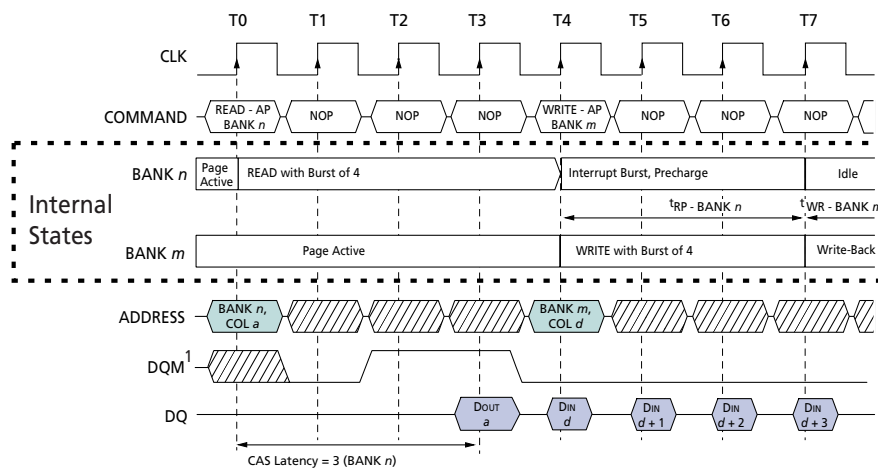 T0 T1 T2 T3 T4 T5 T6 T7
CLK
COMMAND
READ - AP
BANK n
NOP
NOP
NOP
WRITE - AP
BANK m
NOP
NOP
NOP
Internal
States
BANK n
Page
Active
READ with Burst of 4
Interrupt Burst, Precharge
Idle
tRP - BANK n
tWR - BANK m
BANK m
Page Active
WRITE with Burst of 4
Write-Back
ADDRESS
BANK n,
COL a
BANK m,
COL d
DQM1
DQ
DOUT
a
DIN
d
DIN
d + 1
DIN
d + 2
DIN
d + 3
CAS Latency = 3 (BANK n)